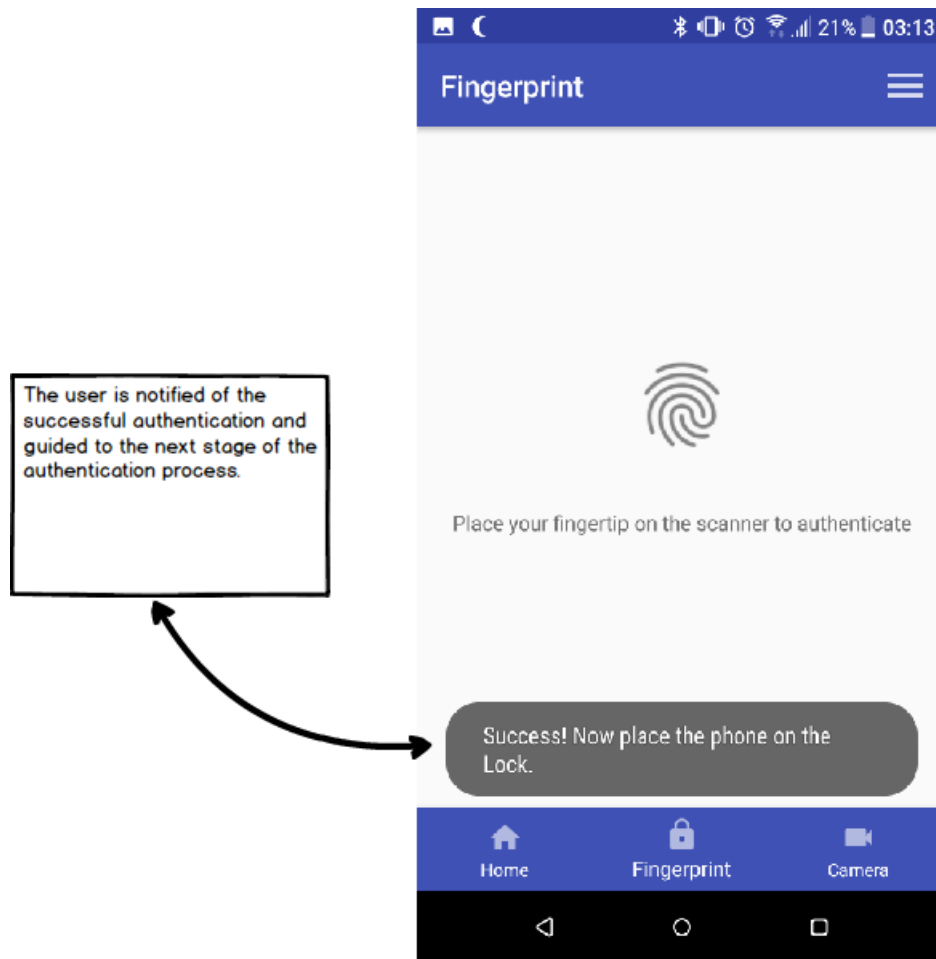 21% 03:13
Fingerprint
The user is notified of the
successful authentication and
guided to the next stage of the
authentication process.
Place your fingertip on the scanner to authenticate
Success! Now place the phone on the
Lock.
Home Fingerprint Camera